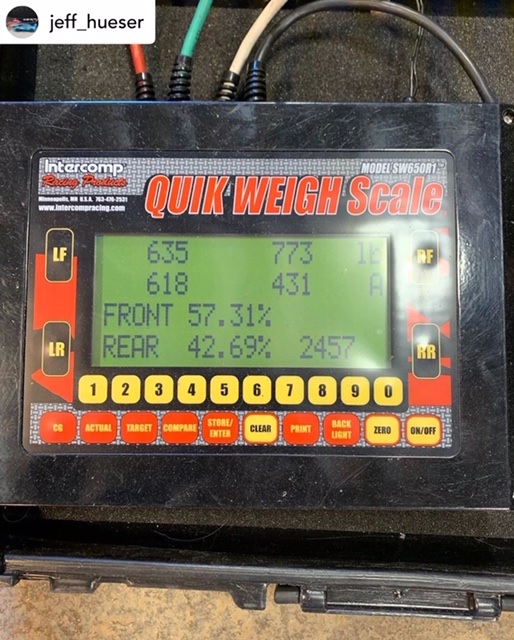 jeff_hueser
Intercomp
Racing Products
Minneapolis, MN U.S.A. 763-476-2531
www.intercompracing.com
MODEL SW650R1
QUIK WEIGH Scale
LF
635 773 lb
RF
618 431 A
FRONT 57.31%
LR
REAR 42.69% 2457
RR
1 2 3 4 5 6 7 8 9 0
CG ACTUAL TARGET COMPARE STORE/ENTER CLEAR PRINT BACK LIGHT ZERO ON/OFF